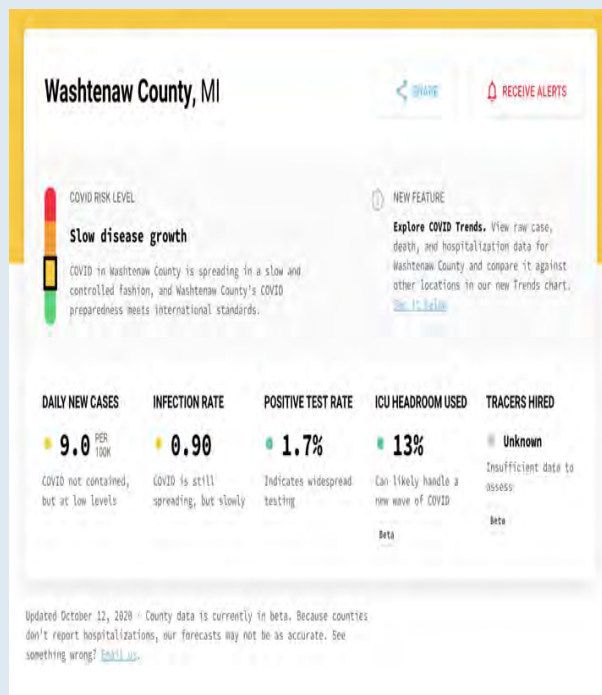 Washtenaw County, MI
SHARE
RECEIVE ALERTS
COVID RISK LEVEL
Slow disease growth
COVID in Washtenaw County is spreading in a slow and
controlled fashion, and Washtenaw County's COVID
preparedness meets international standards.
NEW FEATURE
Explore COVID Trends. View raw case,
death, and hospitalization data for
Washtenaw County and compare it against
other locations in our new Trends chart.
See it below
DAILY NEW CASES
9.0 PER
100K
COVID not contained,
but at low levels
INFECTION RATE
0.90
COVID is still
spreading, but slowly
POSITIVE TEST RATE
1.7%
Indicates widespread
testing
ICU HEADROOM USED
13%
Can likely handle a
new wave of COVID
Beta
TRACERS HIRED
Unknown
Insufficient data to
assess
Beta
Updated October 12, 2020 · County data is currently in beta. Because counties
don't report hospitalizations, our forecasts may not be as accurate. See
something wrong? Email us.